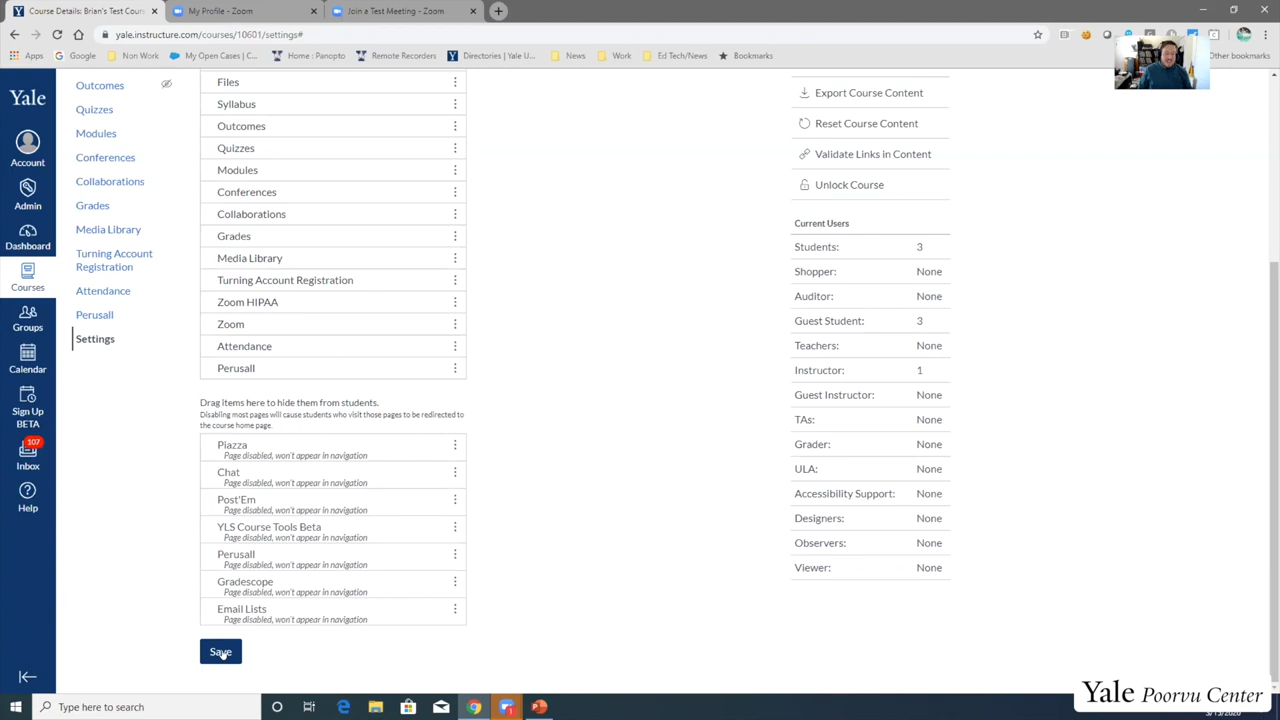 Course Details: Brian's Test Cours
My Profile - Zoom
Join a Test Meeting - Zoom
yale.instructure.com/courses/10601/settings#
Apps
Google
Non Work
My Open Cases | C...
Home : Panopto
Remote Recorders
Directories | Yale U...
News
Work
Ed Tech/News
Bookmarks
Other bookmarks
Yale
Account
Admin
Dashboard
Courses
Groups
Calendar
Sign Up
BETA
107
Inbox
Help
Outcomes
Quizzes
Modules
Conferences
Collaborations
Grades
Media Library
Turning Account
Registration
Attendance
Perusall
Settings
Files
Syllabus
Outcomes
Quizzes
Modules
Conferences
Collaborations
Grades
Media Library
Turning Account Registration
Zoom HIPAA
Zoom
Attendance
Perusall
Drag items here to hide them from students.
Disabling most pages will cause students who visit those pages to be redirected to
the course home page.
Piazza
Page disabled, won't appear in navigation
Chat
Page disabled, won't appear in navigation
Post'Em
Page disabled, won't appear in navigation
YLS Course Tools Beta
Page disabled, won't appear in navigation
Perusall
Page disabled, won't appear in navigation
Gradescope
Page disabled, won't appear in navigation
Email Lists
Page disabled, won't appear in navigation
Save
Export Course Content
Reset Course Content
Validate Links in Content
Unlock Course
Current Users
Students: 3
Shopper: None
Auditor: None
Guest Student: 3
Teachers: None
Instructor: 1
Guest Instructor: None
TAs: None
Grader: None
ULA: None
Accessibility Support: None
Designers: None
Observers: None
Viewer: None
Type here to search
Yale Poorvu Center